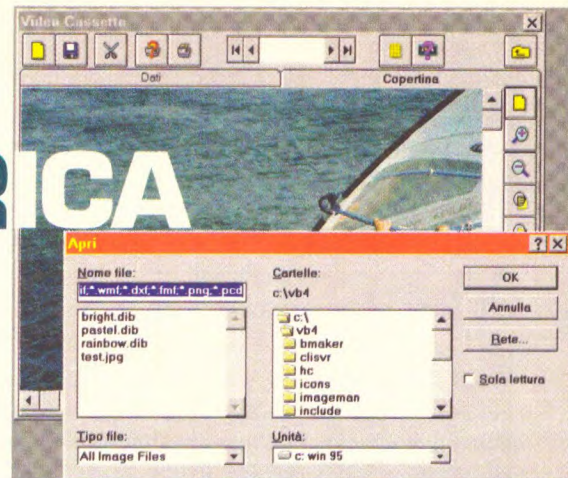 Video Cassette
Dati
Copertina
RICA
Apri
Nome file:
if;*.wmf;*.dxf;*.fmf;*.png;*.pcd
bright.dib
pastel.dib
rainbow.dib
test.jpg
Cartelle:
c:\vb4
c:\
vb4
bmaker
clisvr
hc
icons
imageman
include
OK
Annulla
Rete...
Sola lettura
Tipo file:
All Image Files
Unità:
c: win 95